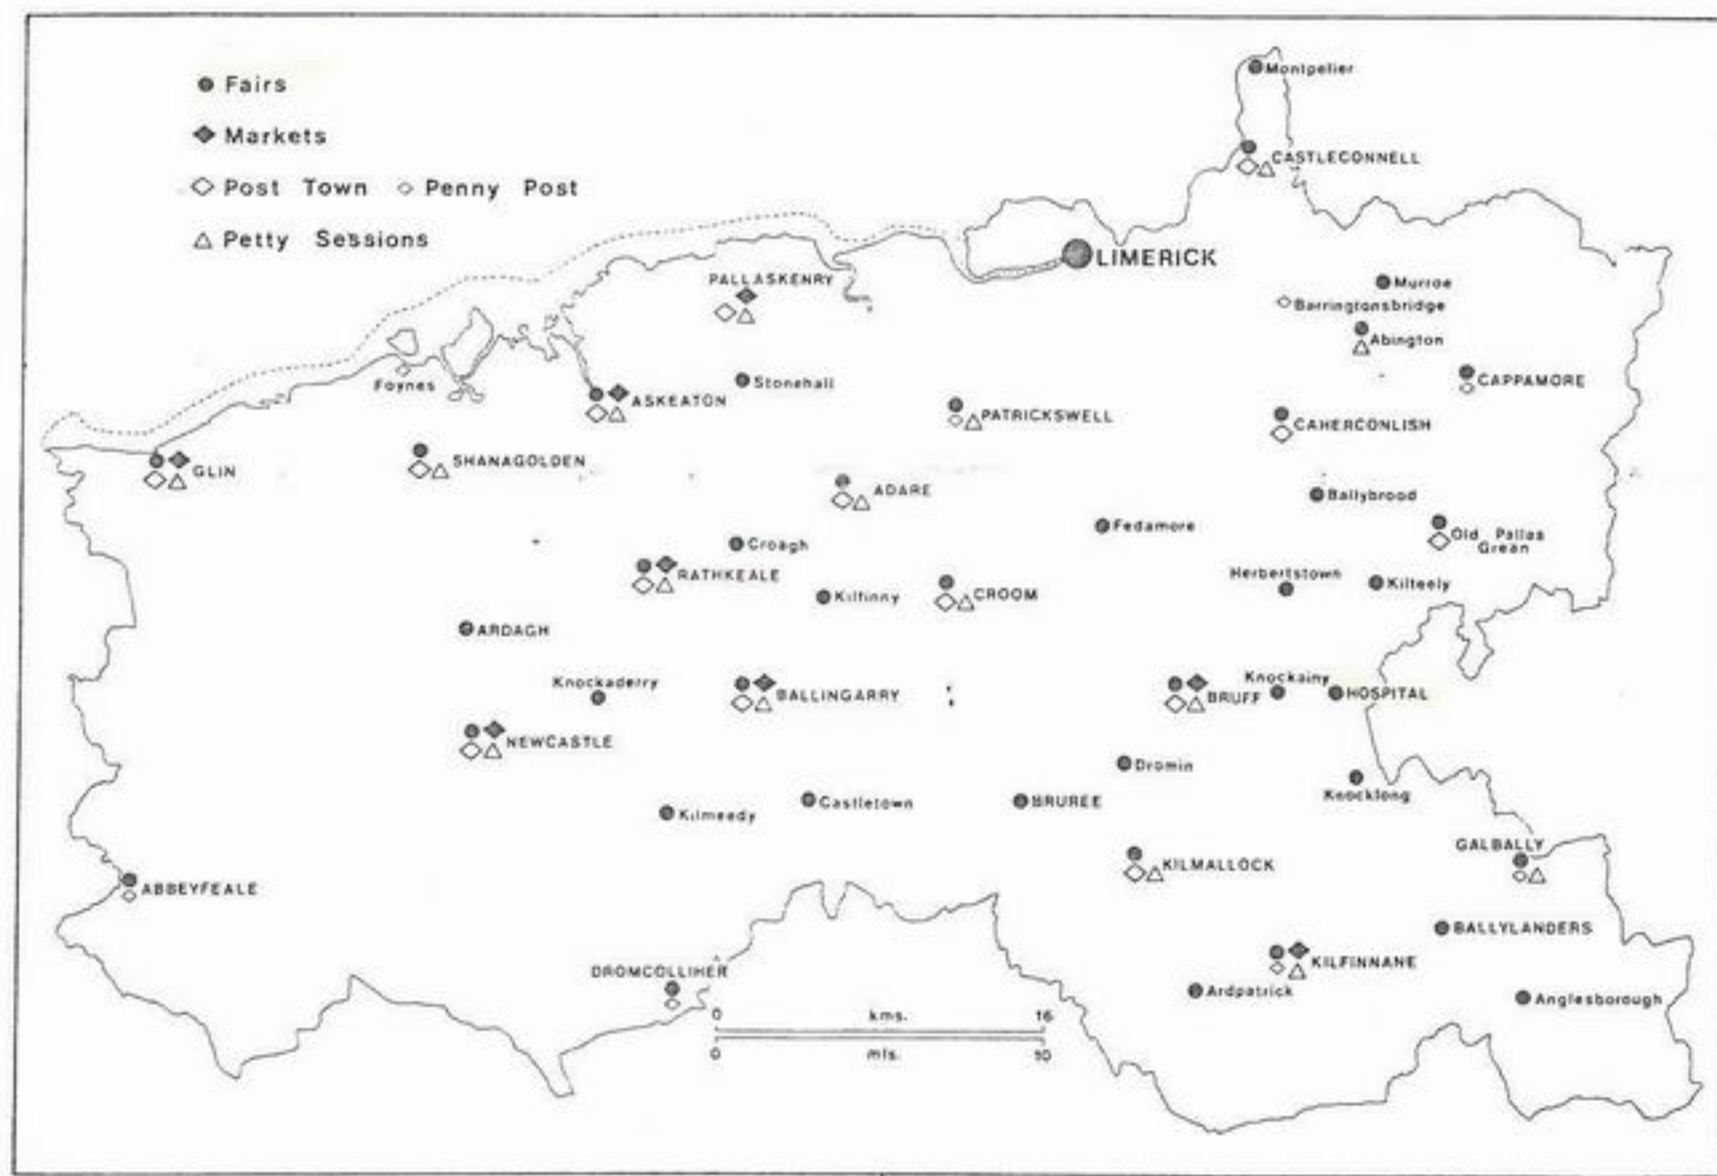 Fairs
Markets
Post Town Penny Post
Petty Sessions
Montpelier
CASTLECONNELL
LIMERICK
PALLASKENRY
Murroe
Barringtonsbridge
Abington
Foynes
Stonehall
CAPPAMORE
ASKEATON
PATRICKSWELL
CAHERCONLISH
GLIN
SHANAGOLDEN
ADARE
Ballybrood
Fedamore
Old Pallas
Grean
Croagh
RATHKEALE
Herbertstown
Kilteely
Kilfinny
CROOM
ARDAGH
Knockaderry
BALLINGARRY
BRUFF
Knockainy
HOSPITAL
NEWCASTLE
Dromin
Knocklong
Kilmeedy
Castletown
BRUREE
GALBALLY
KILMALLOCK
ABBEYFEALE
BALLYLANDERS
KILFINNANE
DROMCOLLIHER
Ardpatrick
Anglesborough
0 kms. 16
0 mls. 10